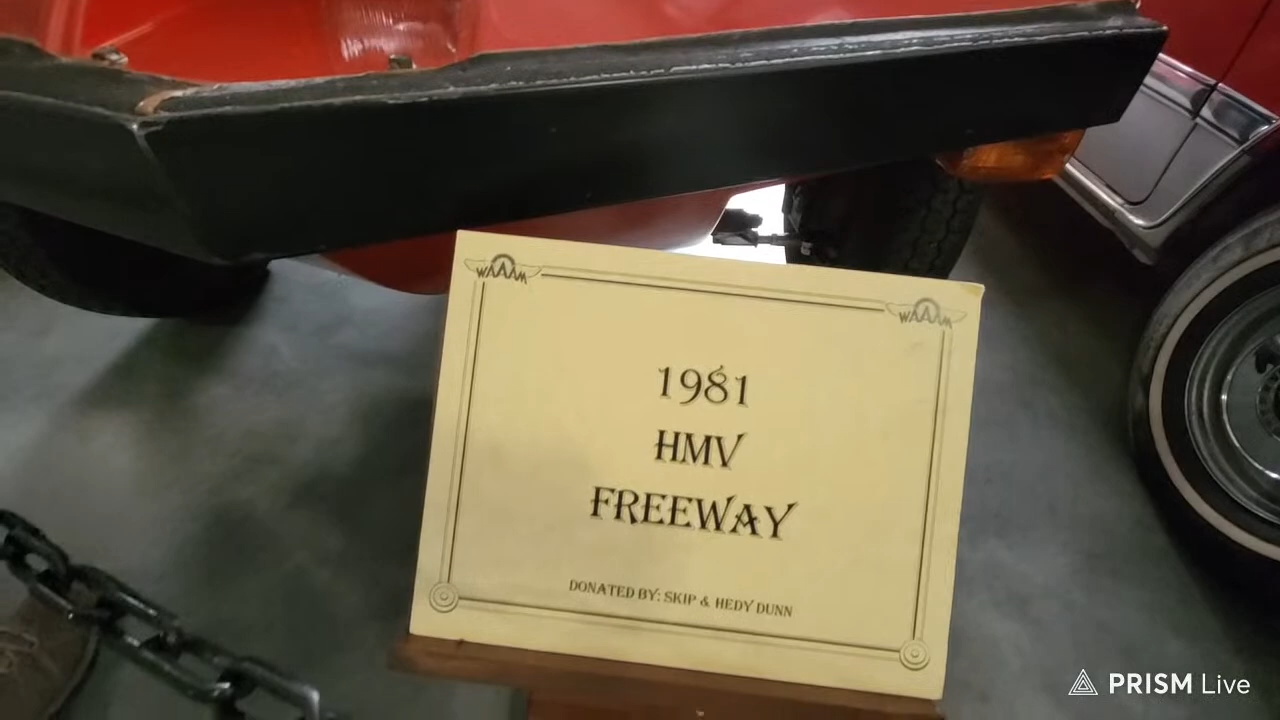 WAAAM
WAAAM
1981
HMV
FREEWAY
DONATED BY: SKIP & HEDY DUNN
PRISM Live